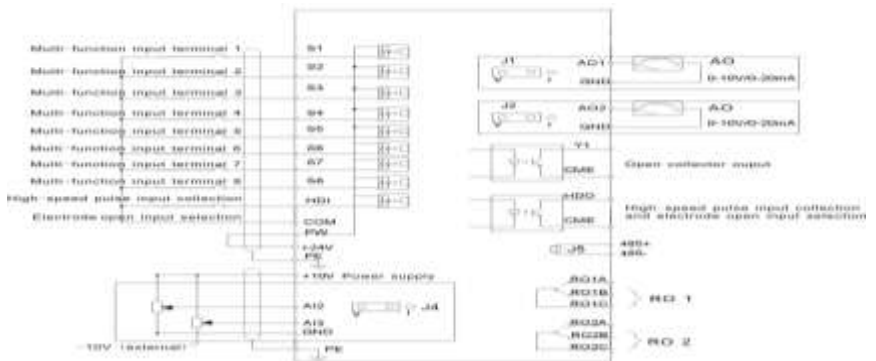 Multi-function input terminal 1
Multi-function input terminal 2
Multi-function input terminal 3
Multi-function input terminal 4
Multi-function input terminal 5
Multi-function input terminal 6
Multi-function input terminal 7
Multi-function input terminal 8
High-speed pulse input collection
Electrode open input selection
S1
S2
S3
S4
S5
S6
S7
S8
HDI
COM
PW
+24V
PE
+10V Power supply
AI2
J4
AI3
GND
-10V (external)
PE
J1
AO1
AO
GND
0-10V/0-20mA
J2
AO2
AO
GND
0-10V/0-20mA
Y1
CME
Open collector ouput
HDO
CME
High speed pulse input collection
and electrode open input selection
J5
485+
485-
RO1A
RO1B
RO1C
RO 1
RO2A
RO2B
RO2C
RO 2